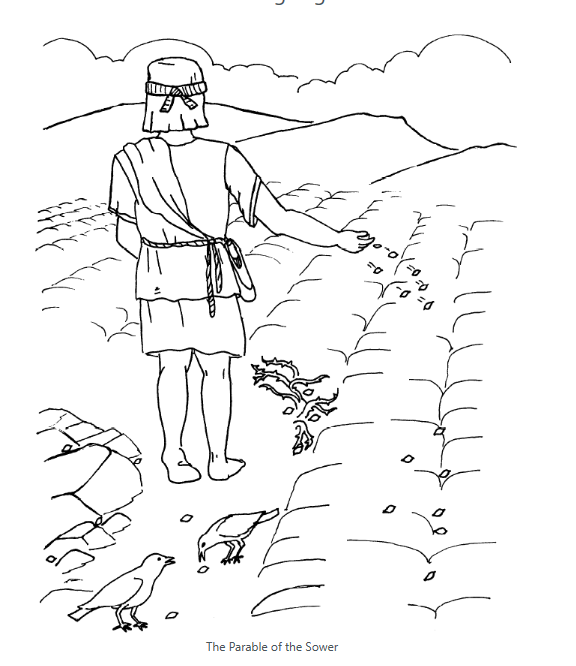 The Parable of the Sower